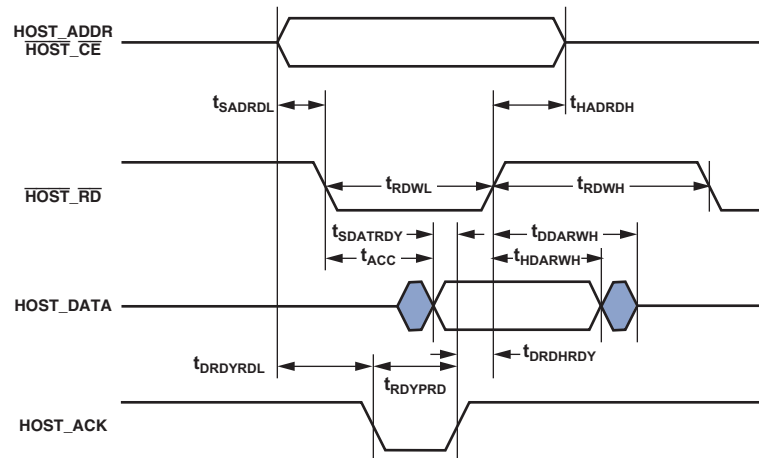 HOST_ADDR
HOST_CE
tSADRDL
tHADRDH
HOST_RD
tRDWL
tRDWH
tSDATRDY
tDDARWH
tACC
tHDARWH
HOST_DATA
tDRDYRDL
tRDYPRD
tDRDHRDY
HOST_ACK